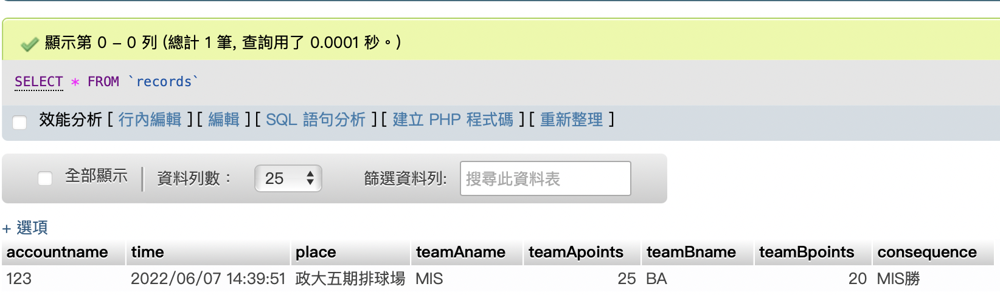 顯示第 0 - 0 列 (總計 1 筆, 查詢用了 0.0001 秒。)
SELECT * FROM `records`
效能分析 [ 行內編輯 ] [ 編輯 ] [ SQL 語句分析 ] [ 建立 PHP 程式碼 ] [ 重新整理 ]
全部顯示 資料列數： 25 篩選資料列: 搜尋此資料表
+ 選項
accountname time place teamAname teamApoints teamBname teamBpoints consequence
123 2022/06/07 14:39:51 政大五期排球場 MIS 25 BA 20 MIS勝